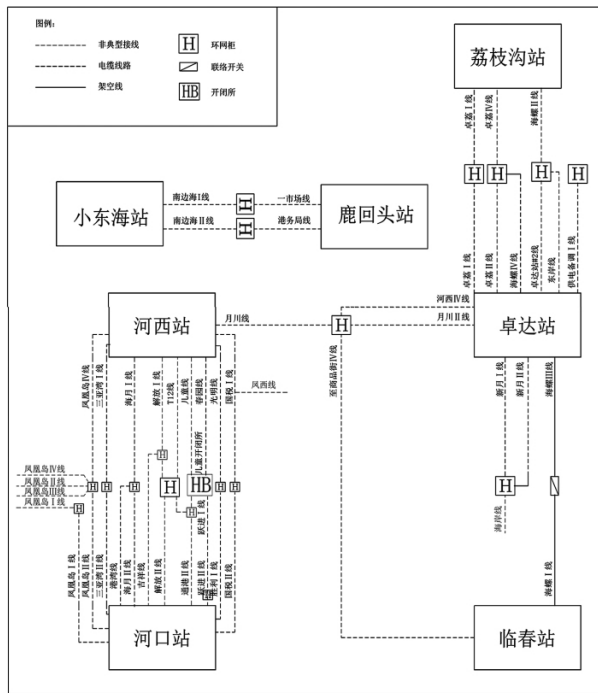 图例:
非典型接线
H
环网柜
电缆线路
联络开关
架空线
HB
开闭所
荔枝沟站
卓荔Ⅰ线
卓荔Ⅳ线
海螺Ⅱ线
H
H
H
H
卓荔Ⅰ线
卓荔Ⅱ线
海螺Ⅳ线
卓达站#2线
东岸线
供电备调Ⅰ线
小东海站
南边海Ⅰ线
H
一市场线
南边海Ⅱ线
H
港务局线
鹿回头站
河西站
月川线
H
河西Ⅳ线
月川Ⅱ线
卓达站
至商品街Ⅳ线
凤凰岛Ⅳ线
三亚湾Ⅰ线
海月Ⅰ线
解放Ⅰ线
T12线
儿童线
春园线
光明线
国税Ⅰ线
风西线
新月Ⅰ线
新月Ⅱ线
海螺Ⅲ线
儿童开闭所
凤凰岛Ⅳ线
凤凰岛Ⅱ线
凤凰岛Ⅲ线
凤凰岛Ⅰ线
H
H
H
H
H
H
H
HB
H
H
H
H
H
跃进Ⅰ线
海岸线
凤凰岛Ⅰ线
凤凰岛Ⅱ线
三亚湾Ⅱ线
港湾线
海月Ⅱ线
吉祥线
解放Ⅱ线
通港Ⅱ线
跃进Ⅱ线
胜利Ⅰ线
国税Ⅱ线
海螺Ⅰ线
河口站
临春站